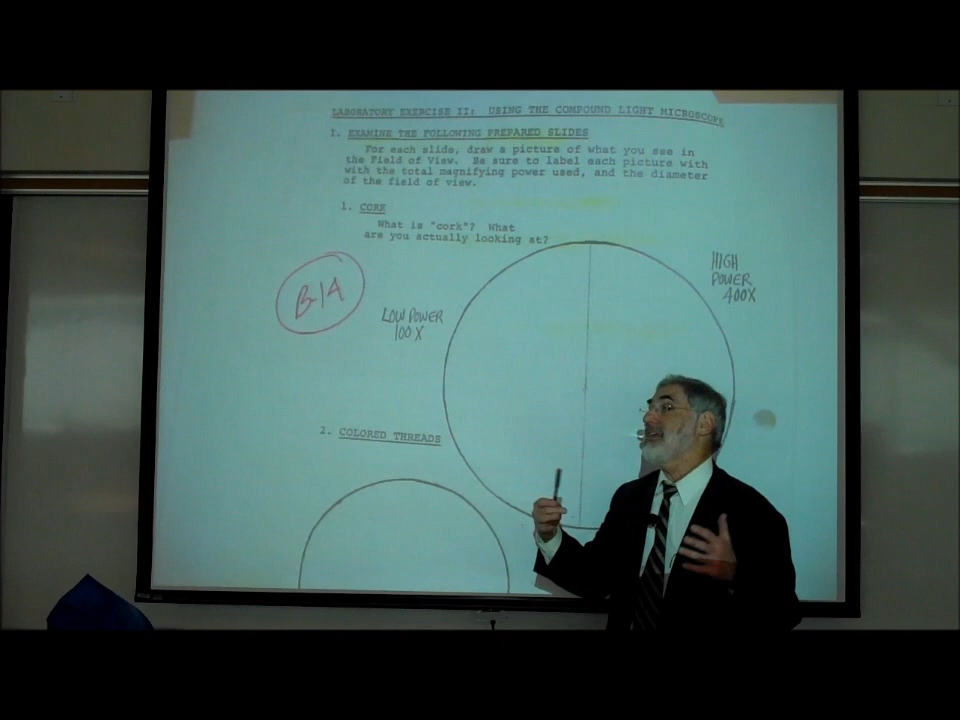 LABORATORY EXERCISE II: USING THE COMPOUND LIGHT MICROSCOPE
I. EXAMINE THE FOLLOWING PREPARED SLIDES
For each slide, draw a picture of what you see in
the Field of View. Be sure to label each picture with
with the total magnifying power used, and the diameter
of the field of view.
1. CORK
What is "cork"? What
are you actually looking at?
B-14
LOW POWER
100X
HIGH
POWER
400X
2. COLORED THREADS